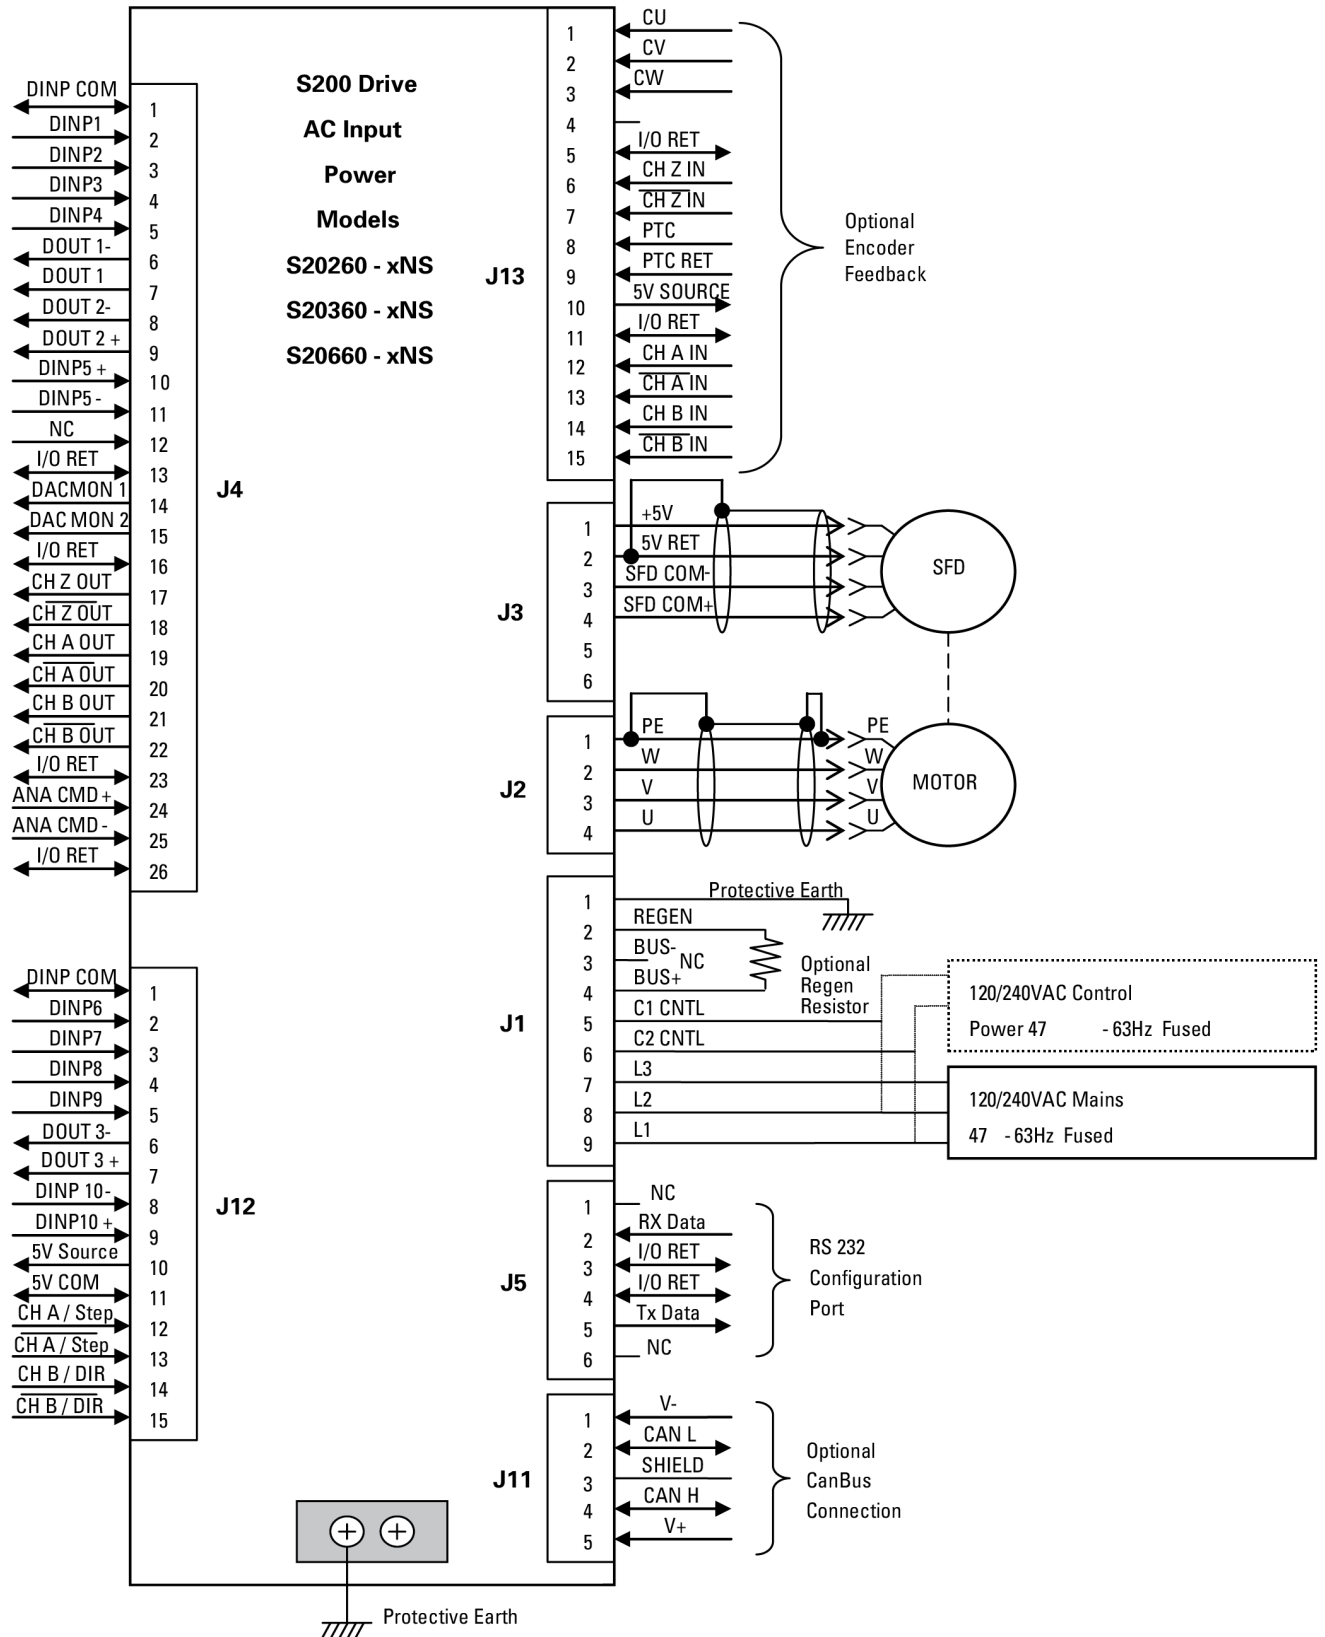 S200 Drive
AC Input
Power
Models
S20260 - xNS
S20360 - xNS
S20660 - xNS
J4
DINP COM 1
DINP1 2
DINP2 3
DINP3 4
DINP4 5
DOUT 1- 6
DOUT 1 7
DOUT 2- 8
DOUT 2 + 9
DINP5 + 10
DINP5 - 11
NC 12
I/O RET 13
DACMON 1 14
DAC MON 2 15
I/O RET 16
CH Z OUT 17
CH Z OUT 18
CH A OUT 19
CH A OUT 20
CH B OUT 21
CH B OUT 22
I/O RET 23
ANA CMD + 24
ANA CMD - 25
I/O RET 26
J12
DINP COM 1
DINP6 2
DINP7 3
DINP8 4
DINP9 5
DOUT 3- 6
DOUT 3 + 7
DINP 10- 8
DINP10 + 9
5V Source 10
5V COM 11
CH A / Step 12
CH A / Step 13
CH B / DIR 14
CH B / DIR 15
J13
1 CU
2 CV
3 CW
4
5 I/O RET
6 CH Z IN
7 CH Z IN
8 PTC
9 PTC RET
10 5V SOURCE
11 I/O RET
12 CH A IN
13 CH A IN
14 CH B IN
15 CH B IN
Optional
Encoder
Feedback
J3
1 +5V
2 5V RET
3 SFD COM-
4 SFD COM+
5
6
SFD
J2
1 PE PE
2 W W
3 V V
4 U U
MOTOR
J1
1 Protective Earth
2 REGEN
3 BUS- NC
4 BUS+
5 C1 CNTL
6 C2 CNTL
7 L3
8 L2
9 L1
Optional
Regen
Resistor
120/240VAC Control
Power 47 - 63Hz Fused
120/240VAC Mains
47 - 63Hz Fused
J5
1 NC
2 RX Data
3 I/O RET
4 I/O RET
5 Tx Data
6 NC
RS 232
Configuration
Port
J11
1 V-
2 CAN L
3 SHIELD
4 CAN H
5 V+
Optional
CanBus
Connection
Protective Earth